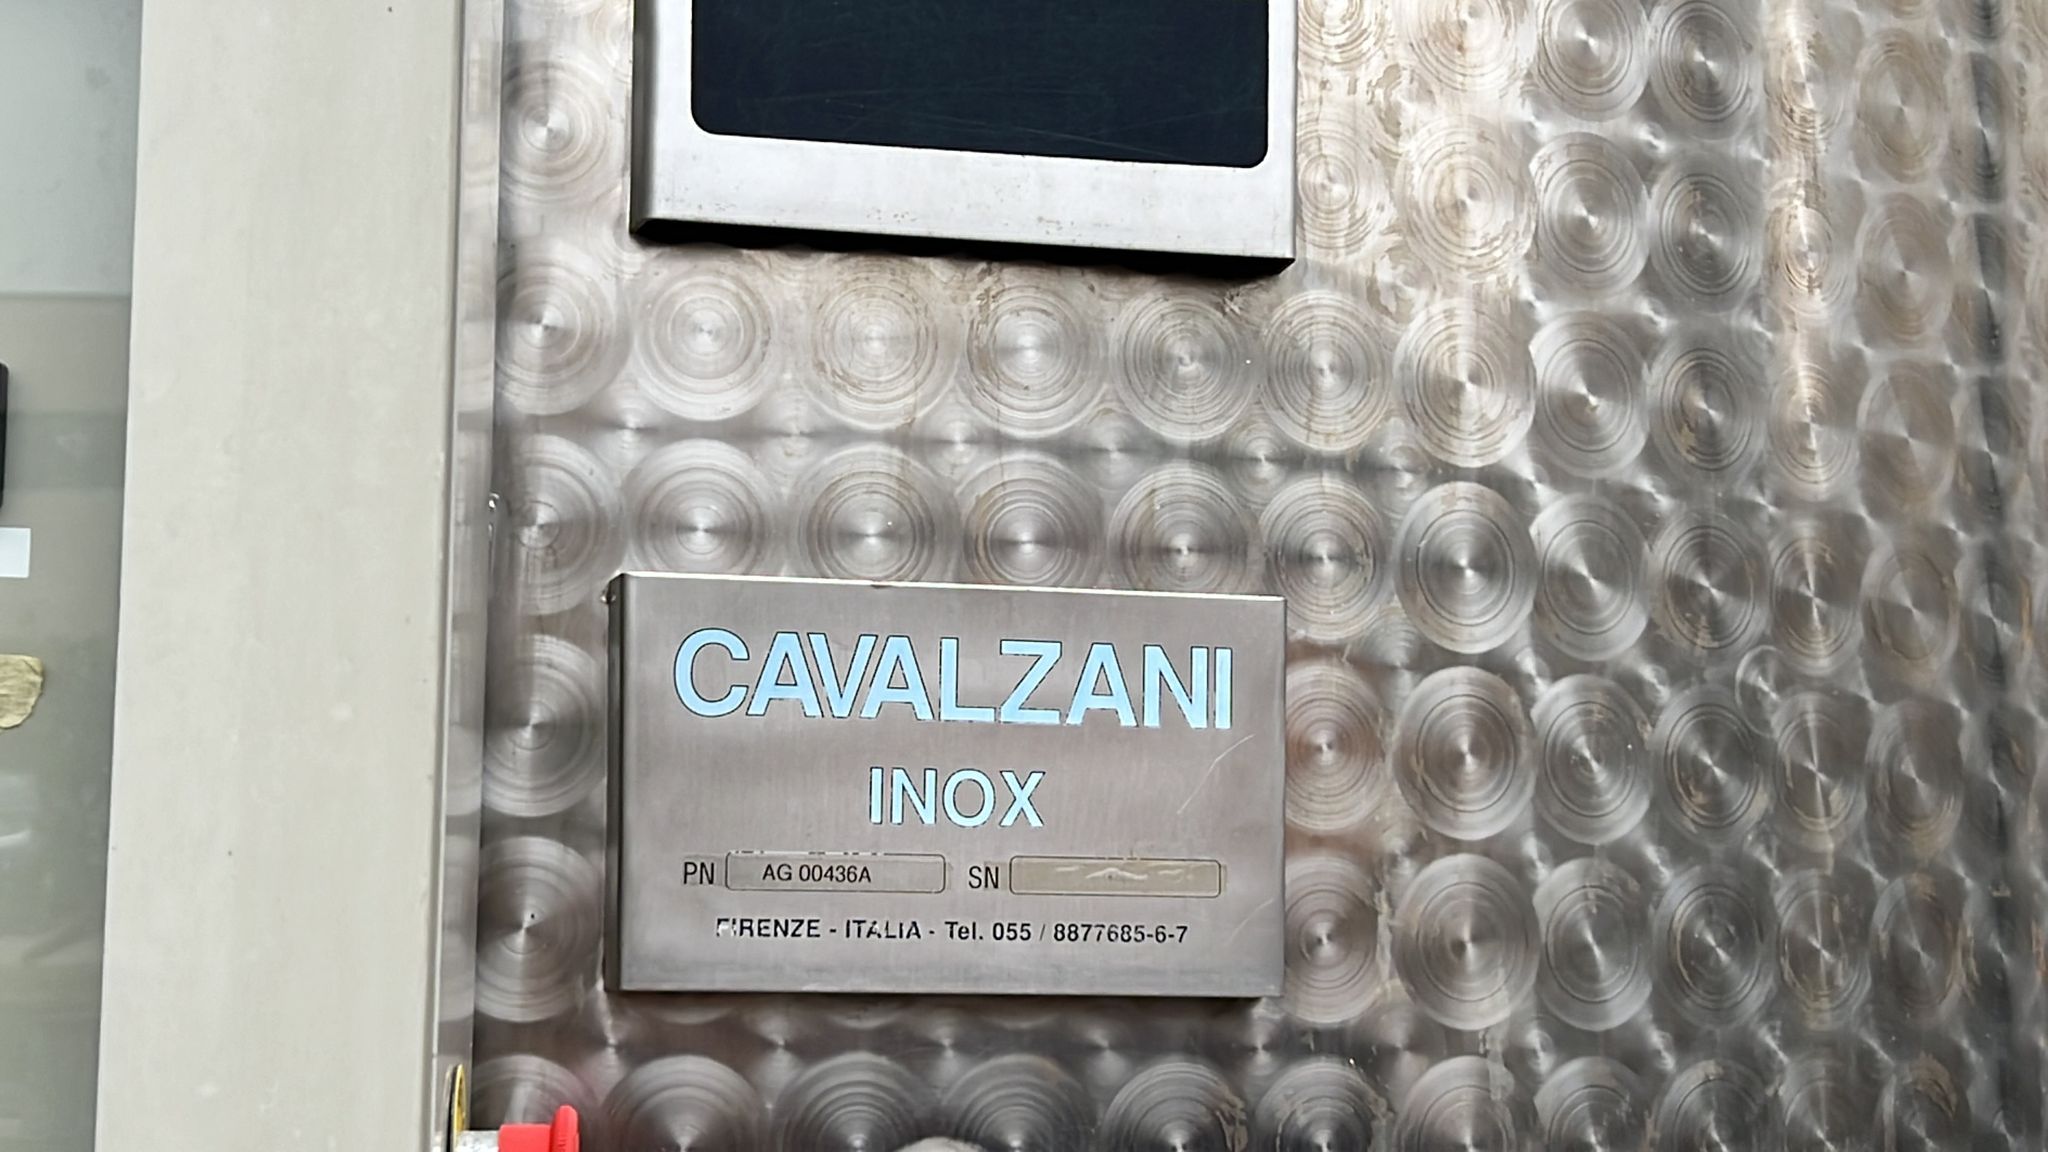 CAVALZANI
INOX
PN AG 00436A SN
FIRENZE - ITALIA - Tel. 055 / 8877685-6-7